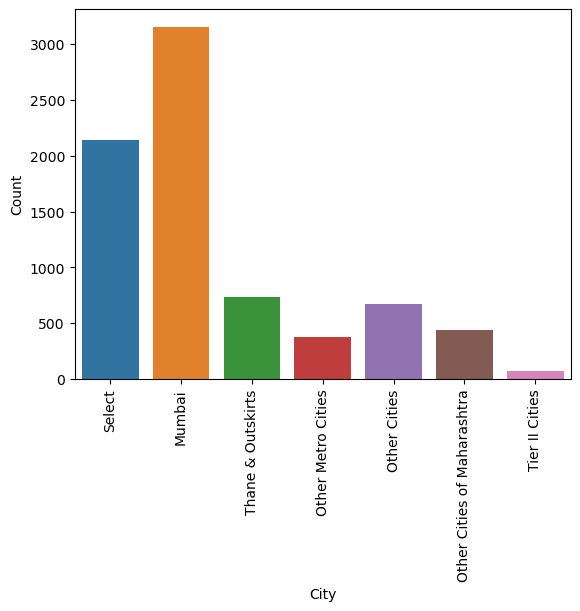 3000
2500
2000
1500
1000
500
0
Count
Select
Mumbai
Thane & Outskirts
Other Metro Cities
Other Cities
Other Cities of Maharashtra
Tier II Cities
City